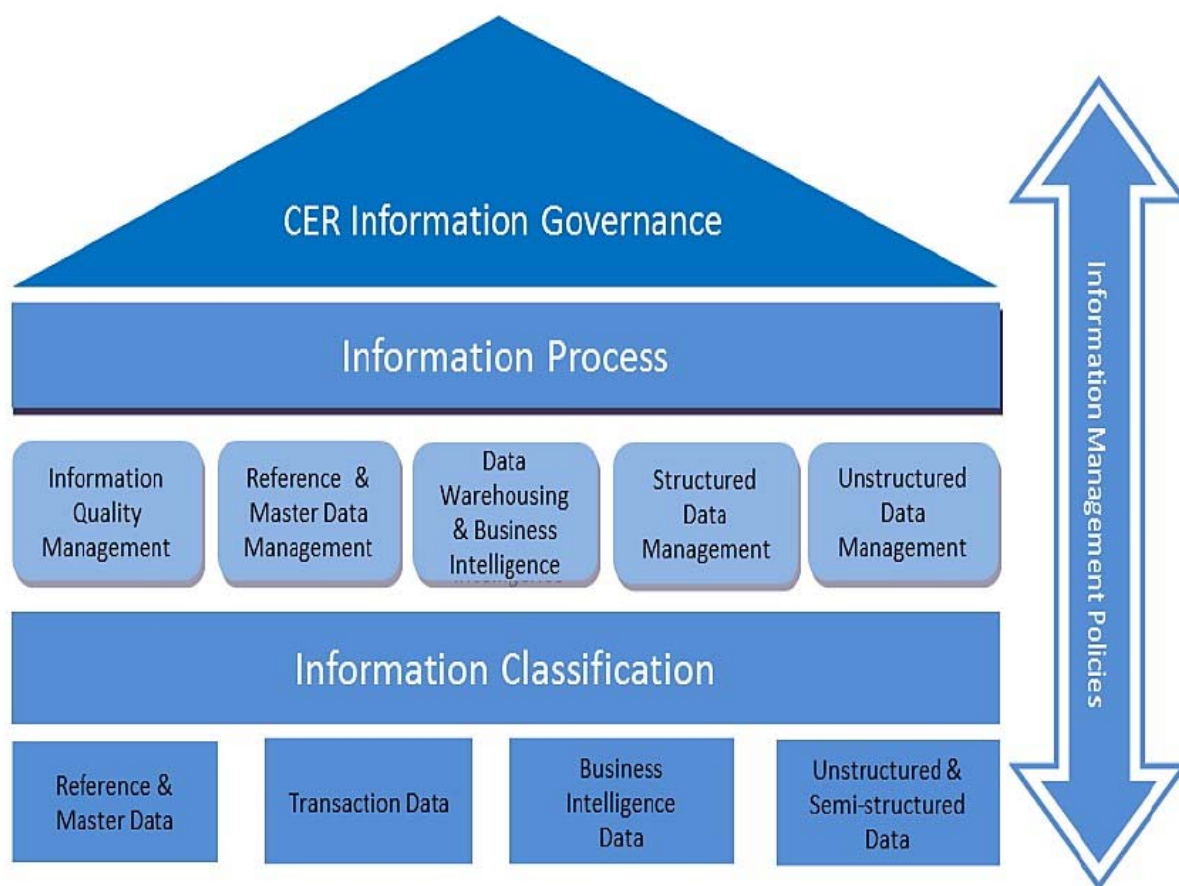 CER Information Governance
Information Process
Information
Quality
Management
Reference &
Master Data
Management
Data
Warehousing
& Business
Intelligence
Structured
Data
Management
Unstructured
Data
Management
Information Classification
Reference &
Master Data
Transaction Data
Business
Intelligence
Data
Unstructured &
Semi-structured
Data
Information Management Policies